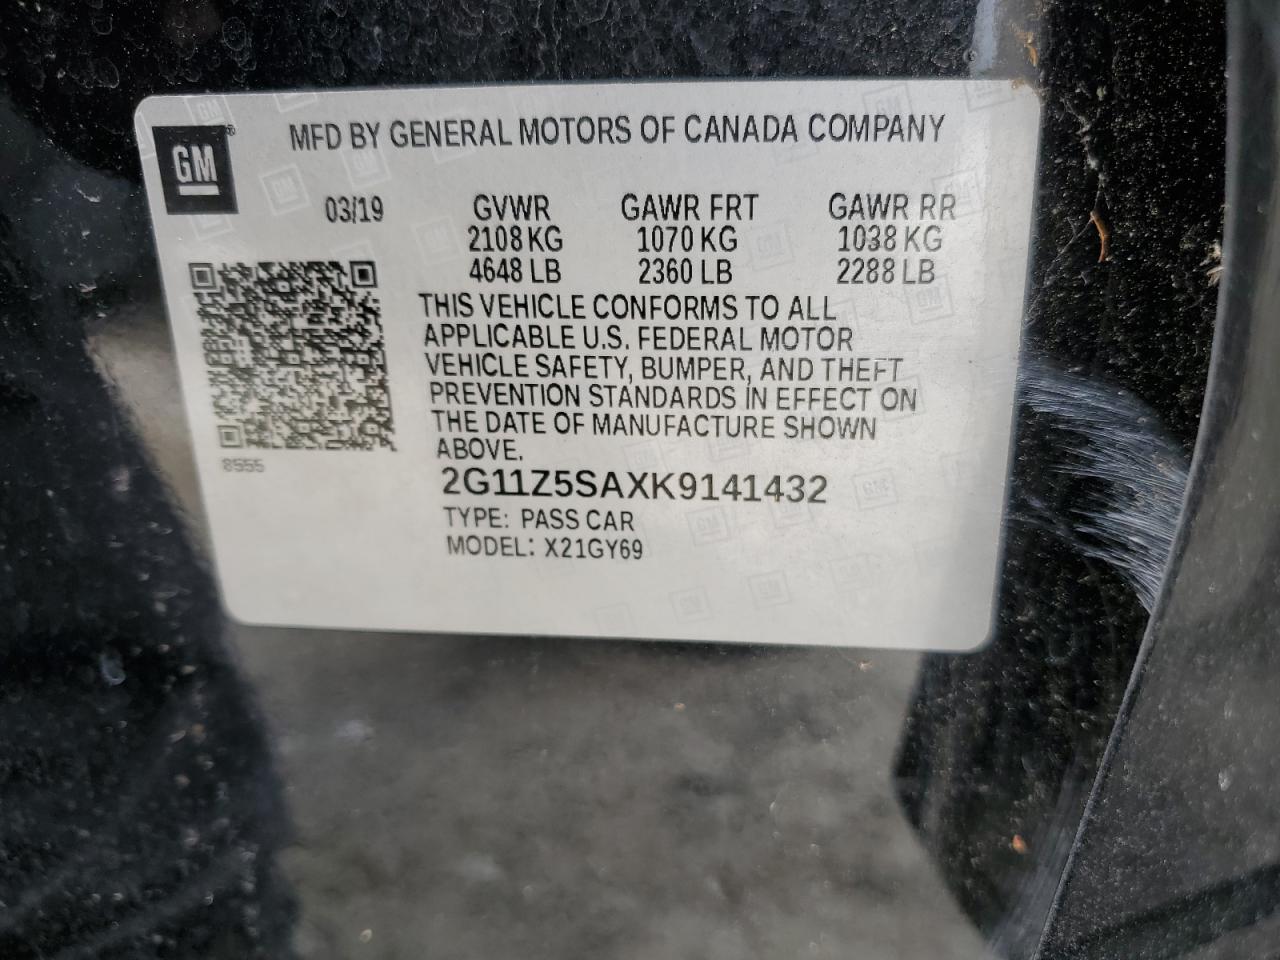 GM®
MFD BY GENERAL MOTORS OF CANADA COMPANY
03/19 GVWR GAWR FRT GAWR RR
2108 KG 1070 KG 1038 KG
4648 LB 2360 LB 2288 LB
THIS VEHICLE CONFORMS TO ALL
APPLICABLE U.S. FEDERAL MOTOR
VEHICLE SAFETY, BUMPER, AND THEFT
PREVENTION STANDARDS IN EFFECT ON
THE DATE OF MANUFACTURE SHOWN
ABOVE.
8555
2G11Z5SAXK9141432
TYPE: PASS CAR
MODEL: X21GY69